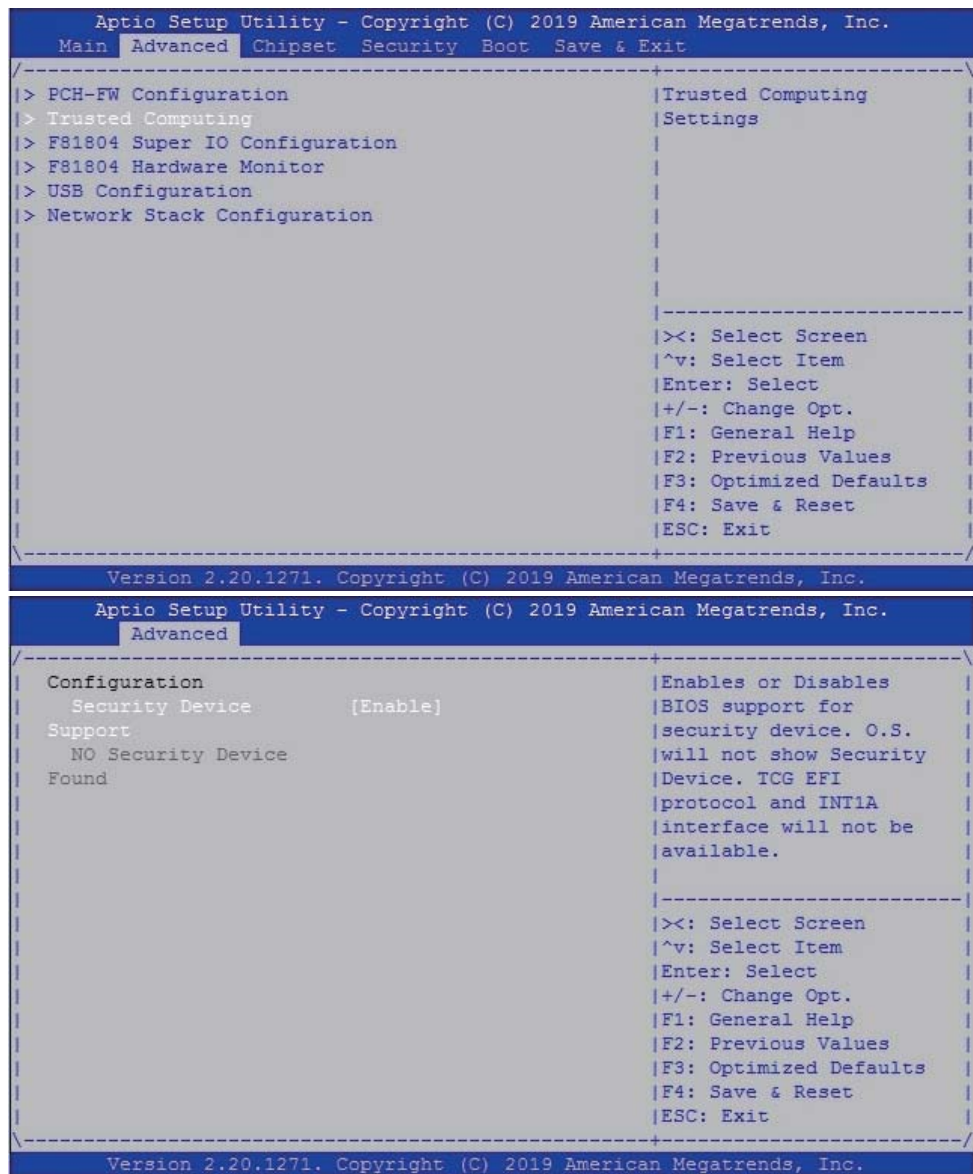 Aptio Setup Utility - Copyright (C) 2019 American Megatrends, Inc.
Main Advanced Chipset Security Boot Save & Exit
/----------------------------------------------------+-------------------------\
|> PCH-FW Configuration |Trusted Computing |
|> Trusted Computing |Settings |
|> F81804 Super IO Configuration | |
|> F81804 Hardware Monitor | |
|> USB Configuration | |
|> Network Stack Configuration | |
| | |
| | |
| | |
| |-------------------------|
| |><: Select Screen |
| |^v: Select Item |
| |Enter: Select |
| |+/-: Change Opt. |
| |F1: General Help |
| |F2: Previous Values |
| |F3: Optimized Defaults |
| |F4: Save & Reset |
| |ESC: Exit |
\----------------------------------------------------+-------------------------/
Version 2.20.1271. Copyright (C) 2019 American Megatrends, Inc.
Aptio Setup Utility - Copyright (C) 2019 American Megatrends, Inc.
Advanced
/----------------------------------------------------+-------------------------\
| Configuration |Enables or Disables |
| Security Device [Enable] |BIOS support for |
| Support |security device. O.S. |
| NO Security Device |will not show Security |
| Found |Device. TCG EFI |
| |protocol and INT1A |
| |interface will not be |
| |available. |
| | |
| |-------------------------|
| |><: Select Screen |
| |^v: Select Item |
| |Enter: Select |
| |+/-: Change Opt. |
| |F1: General Help |
| |F2: Previous Values |
| |F3: Optimized Defaults |
| |F4: Save & Reset |
| |ESC: Exit |
\----------------------------------------------------+-------------------------/
Version 2.20.1271. Copyright (C) 2019 American Megatrends, Inc.